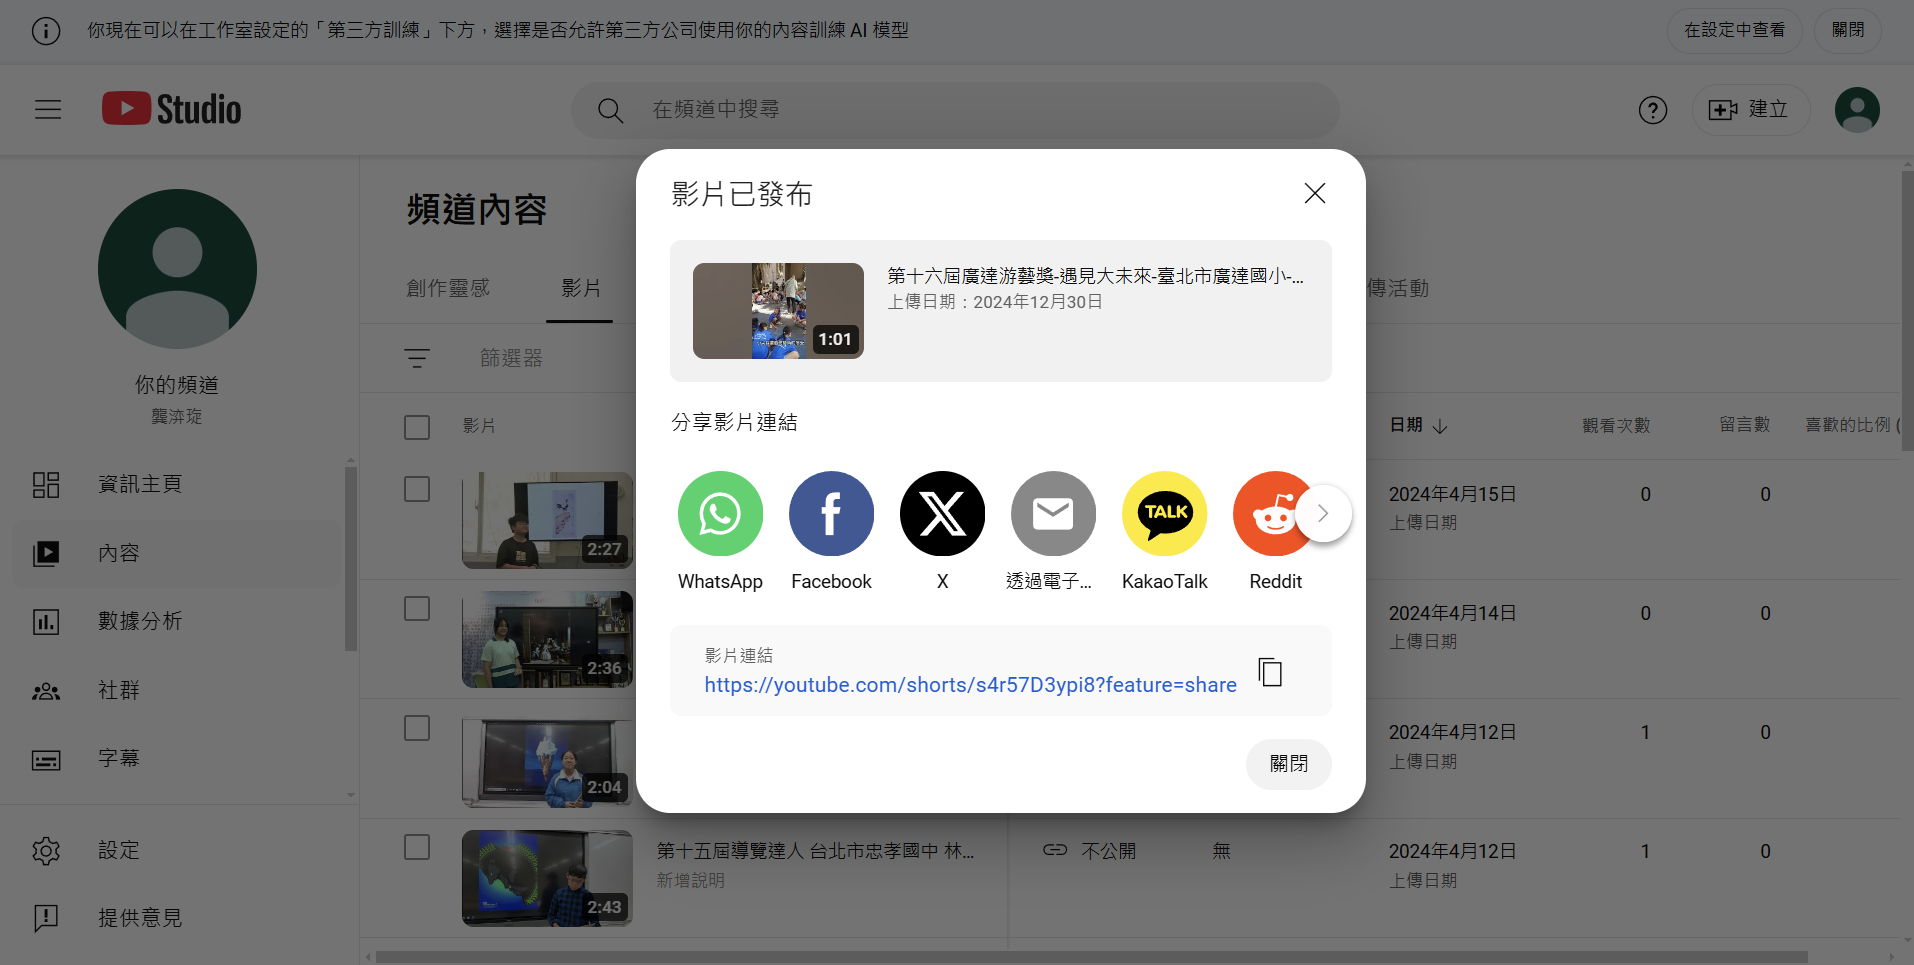 你現在可以在工作室設定的「第三方訓練」下方，選擇是否允許第三方公司使用你的內容訓練 AI 模型
在設定中查看
關閉
Studio
在頻道中搜尋
建立
你的頻道
資訊主頁
內容
數據分析
社群
字幕
設定
提供意見
頻道內容
創作靈感
影片
傳活動
篩選器
影片
日期
觀看次數
留言數
喜歡的比例 (
2:27
2024年4月15日
上傳日期
0
0
2:36
2024年4月14日
上傳日期
0
0
2:04
2024年4月12日
上傳日期
1
0
2:43
第十五屆導覽達人 台北市忠孝國中 林...
新增說明
不公開
無
2024年4月12日
上傳日期
1
0
影片已發布
1:01
第十六屆廣達游藝獎-遇見大未來-臺北市廣達國小-...
上傳日期：2024年12月30日
分享影片連結
TALK
WhatsApp
Facebook
X
透過電子...
KakaoTalk
Reddit
影片連結
https://youtube.com/shorts/s4r57D3ypi8?feature=share
關閉